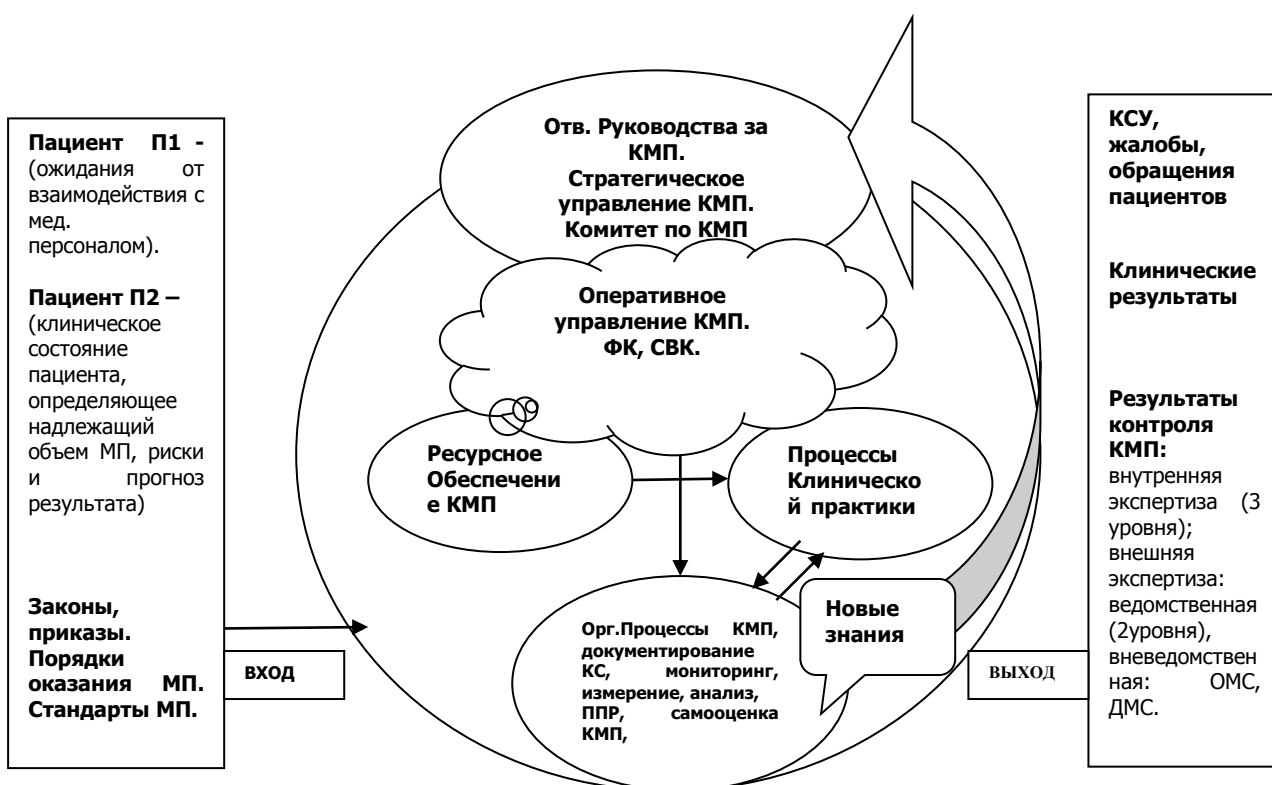 Пациент П1 -
(ожидания от
взаимодействия с
мед.
персоналом).
Пациент П2 –
(клиническое
состояние
пациента,
определяющее
надлежащий
объем МП, риски
и прогноз
результата)
Законы,
приказы.
Порядки
оказания МП.
Стандарты МП.
ВХОД
Отв. Руководства за
КМП.
Стратегическое
управление КМП.
Комитет по КМП
Оперативное
управление КМП.
ФК, СВК.
Ресурсное
Обеспечени
е КМП
Процессы
Клиническо
й практики
Орг.Процессы КМП,
документирование
КС, мониторинг,
измерение, анализ,
ППР, самооценка
КМП,
Новые
знания
ВЫХОД
КСУ,
жалобы,
обращения
пациентов
Клинические
результаты
Результаты
контроля
КМП:
внутренняя
экспертиза (3
уровня);
внешняя
экспертиза:
ведомственная
(2уровня),
вневедомствен
ная: ОМС,
ДМС.